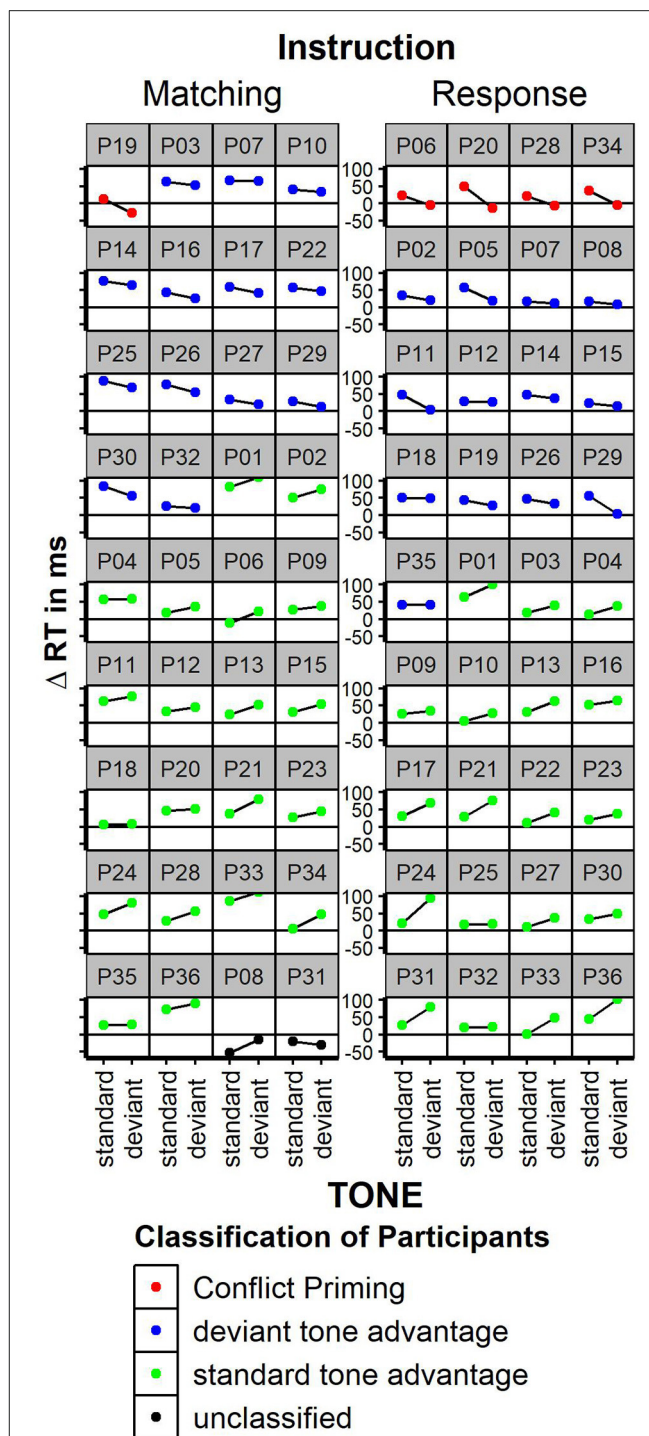 Instruction
Matching Response
P19 P03 P07 P10 P06 P20 P28 P34
100
50
0
-50
P14 P16 P17 P22 P02 P05 P07 P08
100
50
0
-50
P25 P26 P27 P29 P11 P12 P14 P15
100
50
0
-50
P30 P32 P01 P02 P18 P19 P26 P29
100
50
0
-50
P04 P05 P06 P09 P35 P01 P03 P04
100
50
0
-50
P11 P12 P13 P15 P09 P10 P13 P16
100
50
0
-50
P18 P20 P21 P23 P17 P21 P22 P23
100
50
0
-50
P24 P28 P33 P34 P24 P25 P27 P30
100
50
0
-50
P35 P36 P08 P31 P31 P32 P33 P36
100
50
0
-50
Δ RT in ms
standard deviant standard deviant standard deviant standard deviant standard deviant standard deviant standard deviant standard deviant
TONE
Classification of Participants
Conflict Priming
deviant tone advantage
standard tone advantage
unclassified